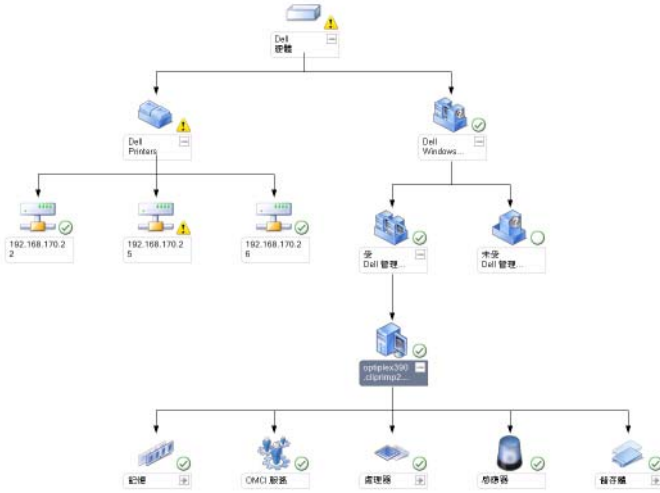 Dell
硬體
Dell
Printers
Dell
Windows...
192.168.170.2
2
192.168.170.2
5
192.168.170.2
6
受
Dell 管理...
未受
Dell 管理...
optiplex390
.cliprimp2...
記憶
OMCI 服務
處理器
感應器
儲存體